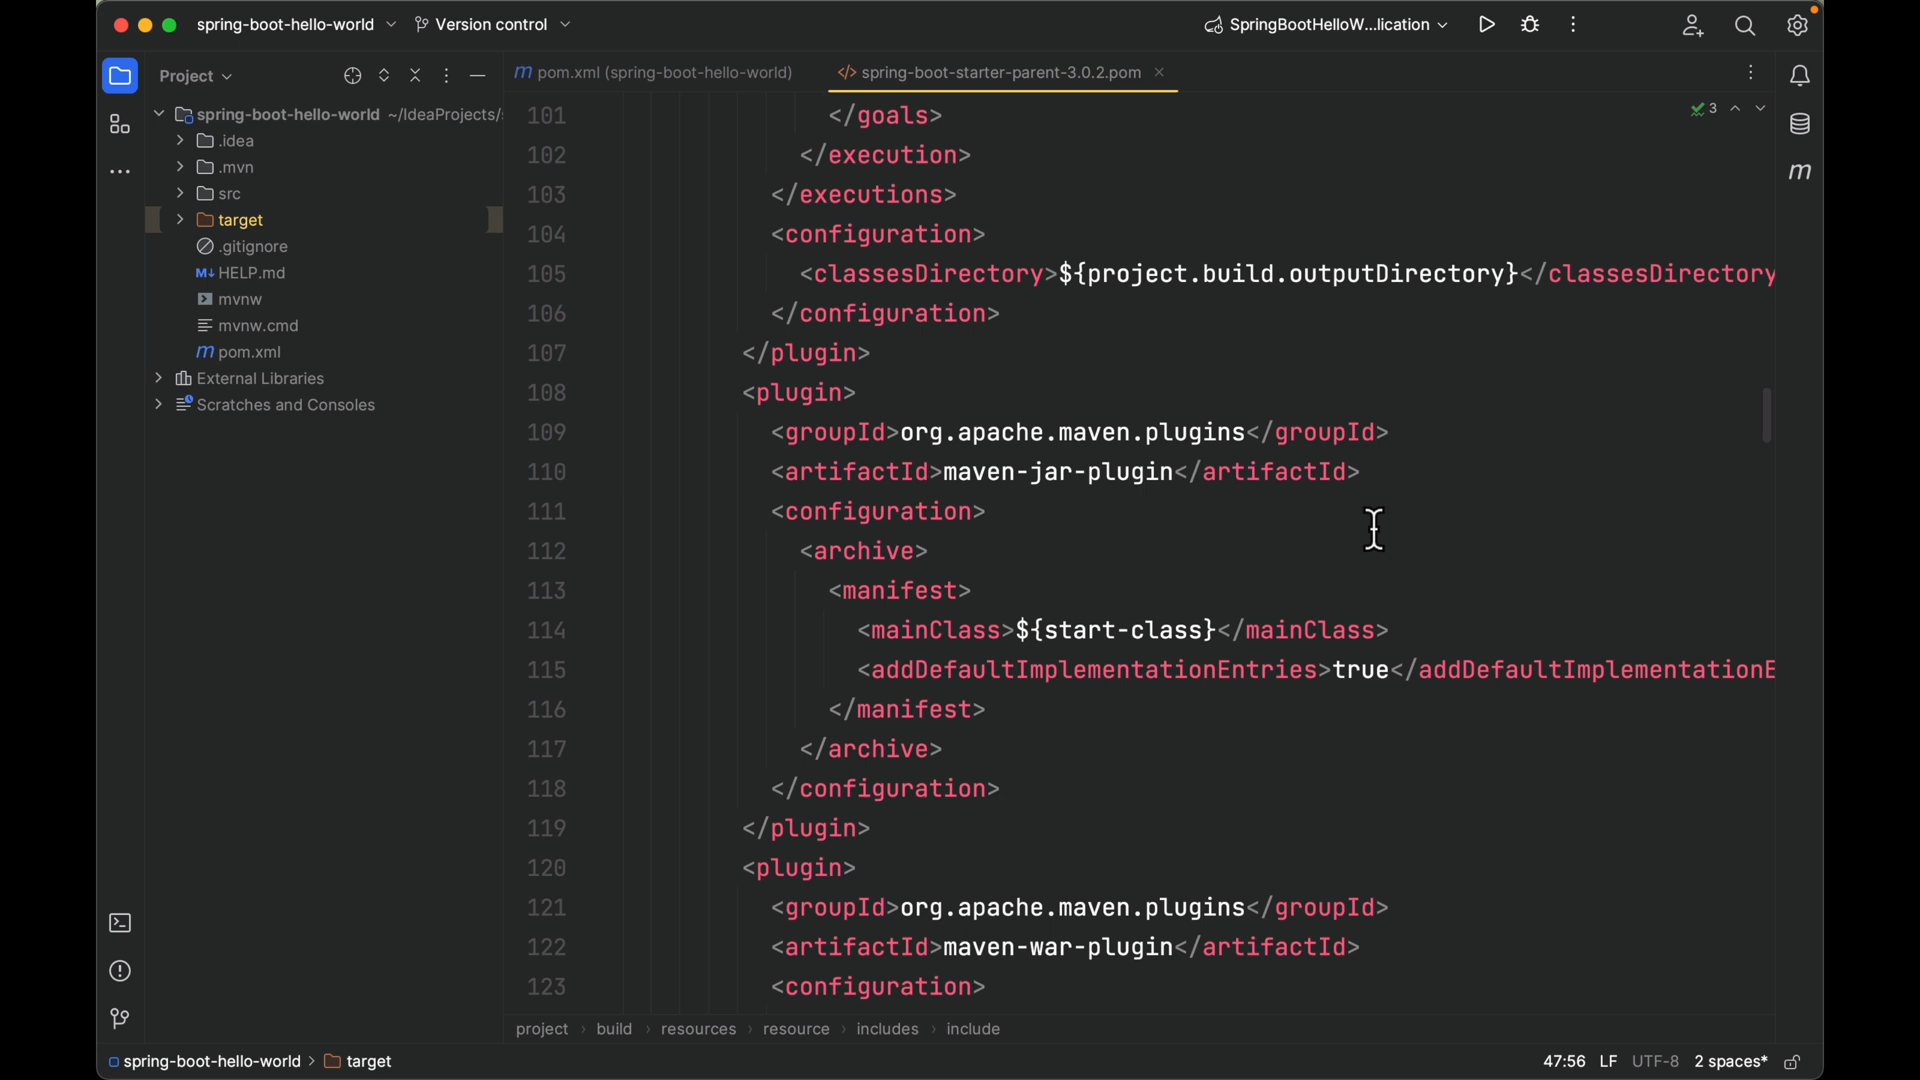 spring-boot-hello-world
Version control
SpringBootHelloW...lication
Project
pom.xml (spring-boot-hello-world)
spring-boot-starter-parent-3.0.2.pom
spring-boot-hello-world ~/IdeaProjects/
.idea
.mvn
src
target
.gitignore
HELP.md
mvnw
mvnw.cmd
pom.xml
External Libraries
Scratches and Consoles
3
101 </goals>
102 </execution>
103 </executions>
104 <configuration>
105 <classesDirectory>${project.build.outputDirectory}</classesDirectory
106 </configuration>
107 </plugin>
108 <plugin>
109 <groupId>org.apache.maven.plugins</groupId>
110 <artifactId>maven-jar-plugin</artifactId>
111 <configuration>
112 <archive>
113 <manifest>
114 <mainClass>${start-class}</mainClass>
115 <addDefaultImplementationEntries>true</addDefaultImplementationE
116 </manifest>
117 </archive>
118 </configuration>
119 </plugin>
120 <plugin>
121 <groupId>org.apache.maven.plugins</groupId>
122 <artifactId>maven-war-plugin</artifactId>
123 <configuration>
project > build > resources > resource > includes > include
spring-boot-hello-world > target
47:56 LF UTF-8 2 spaces*